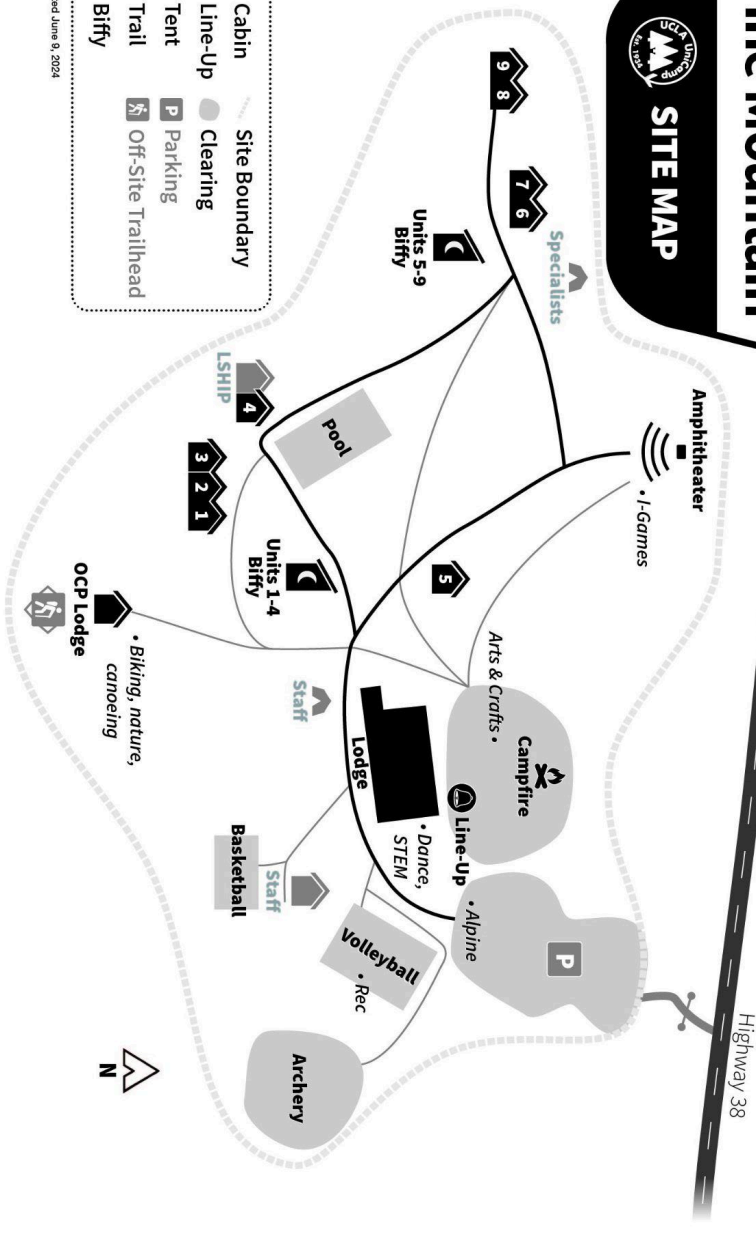 The Mountain
SITE MAP
UCLA UniCamp
Est. 1934
Highway 38
Amphitheater
• I-Games
Specialists
9 8
7 6
Units 5-9
Biffy
5
Pool
LSHIP
4
3 2 1
Units 1-4
Biffy
Arts & Crafts •
Campfire
Line-Up
Lodge
• Dance,
STEM
• Alpine
P
Staff
OCP Lodge
• Biking, nature,
canoeing
Basketball
Staff
Volleyball
• Rec
Archery
N
Cabin
Line-Up
Tent
Trail
Biffy
Site Boundary
Clearing
P Parking
Off-Site Trailhead
June 9, 2024